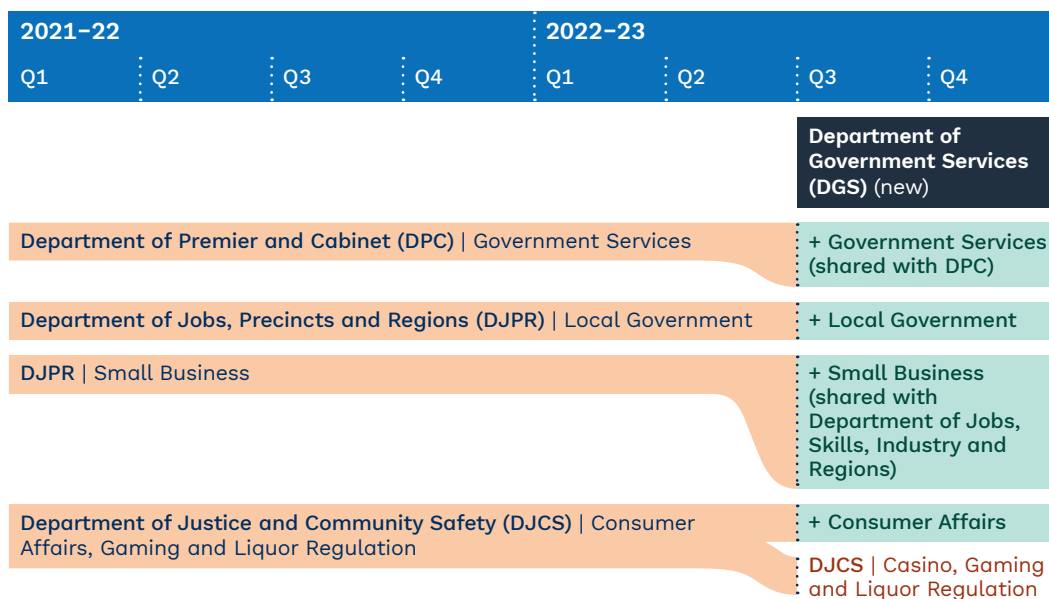 2021–22
2022–23
Q1
Q2
Q3
Q4
Q1
Q2
Q3
Q4
Department of
Government Services
(DGS) (new)
Department of Premier and Cabinet (DPC) | Government Services
+ Government Services
(shared with DPC)
Department of Jobs, Precincts and Regions (DJPR) | Local Government
+ Local Government
DJPR | Small Business
+ Small Business
(shared with
Department of Jobs,
Skills, Industry and
Regions)
Department of Justice and Community Safety (DJCS) | Consumer
Affairs, Gaming and Liquor Regulation
+ Consumer Affairs
DJCS | Casino, Gaming
and Liquor Regulation